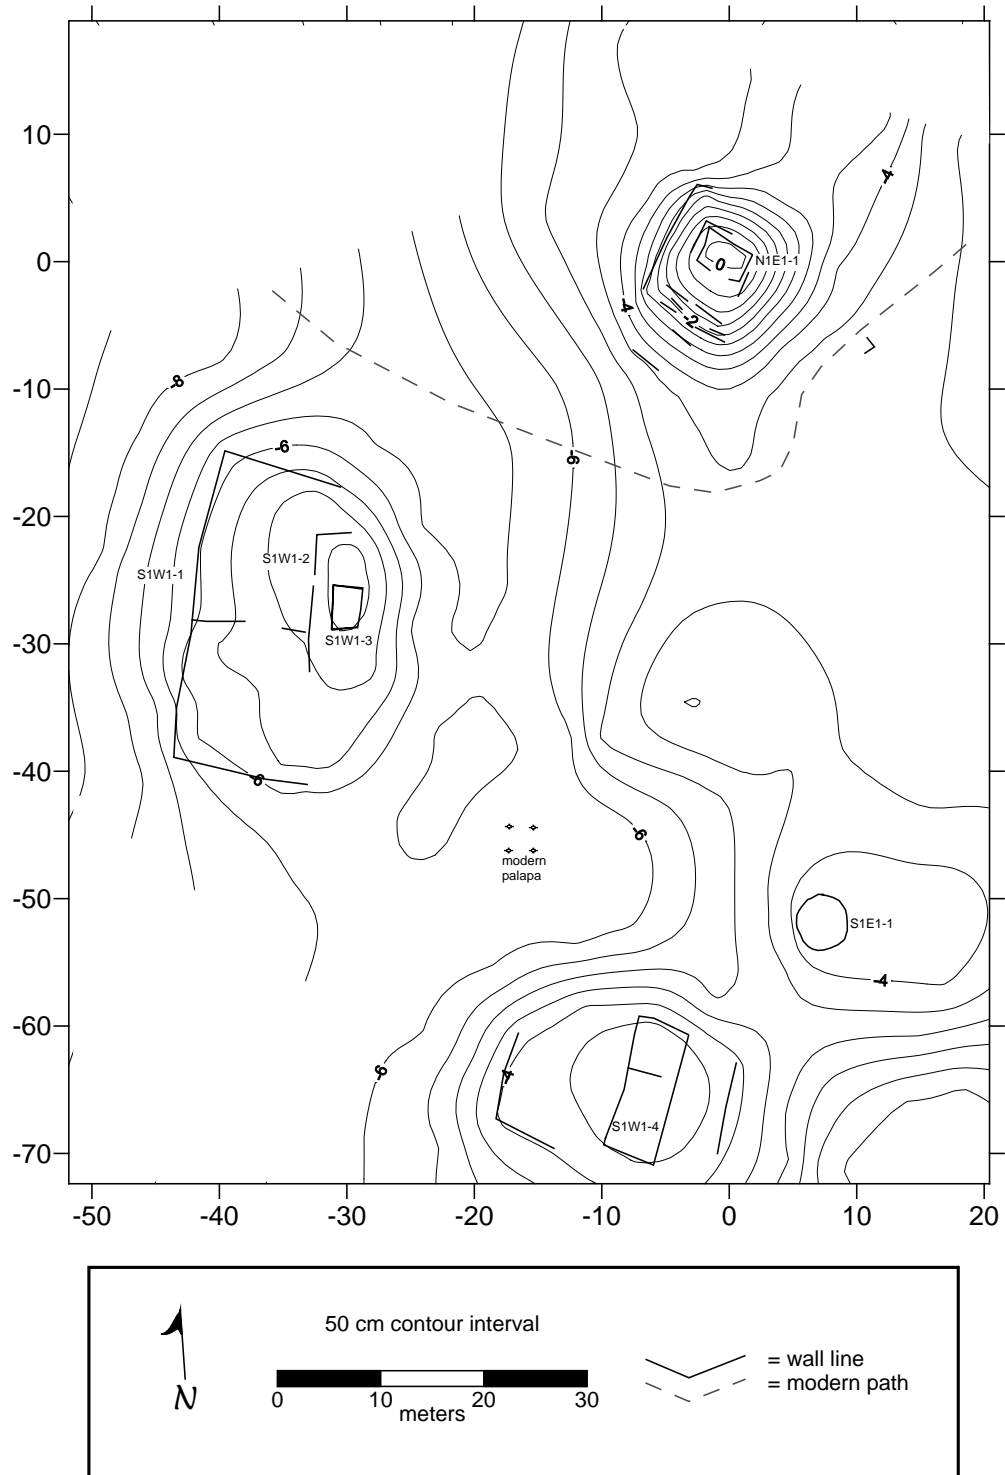 10
0
-10
-20
-30
-40
-50
-60
-70
-4
0
N1E1-1
-4
-2
-8
-6
-6
S1W1-2
S1W1-1
S1W1-3
-6
-6
modern
palapa
S1E1-1
-4
-6
-4
S1W1-4
-50 -40 -30 -20 -10 0 10 20
50 cm contour interval
= wall line
= modern path
N
0 10 20 30
meters